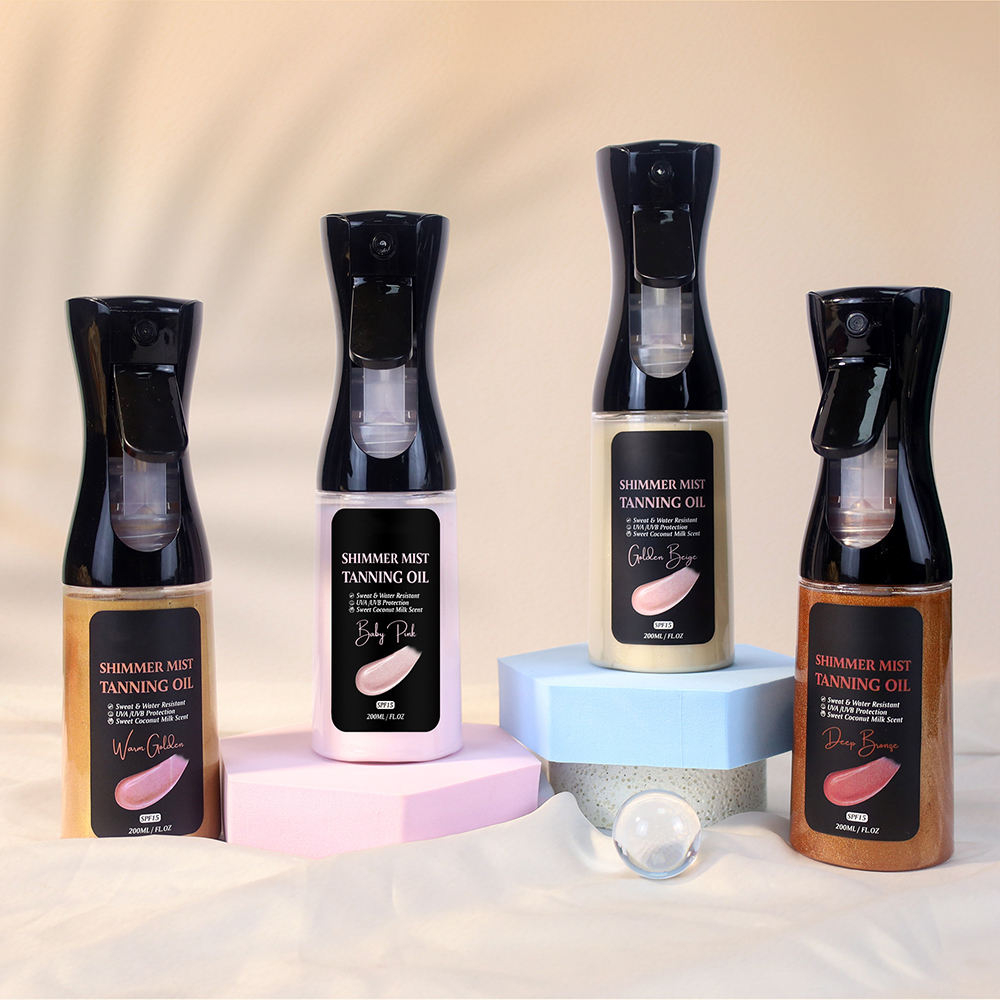 SHIMMER MIST
TANNING OIL
Sweat & Water Resistant
UVA /UVB Protection
Sweet Coconut Milk Scent
Warm Golden
SPF15
200ML / FL.OZ
SHIMMER MIST
TANNING OIL
Sweat & Water Resistant
UVA /UVB Protection
Sweet Coconut Milk Scent
Baby Pink
SPF15
200ML / FL.OZ
SHIMMER MIST
TANNING OIL
Sweat & Water Resistant
UVA /UVB Protection
Sweet Coconut Milk Scent
Golden Beige
SPF15
200ML / FL.OZ
SHIMMER MIST
TANNING OIL
Sweat & Water Resistant
UVA /UVB Protection
Sweet Coconut Milk Scent
Deep Bronze
SPF15
200ML / FL.OZ